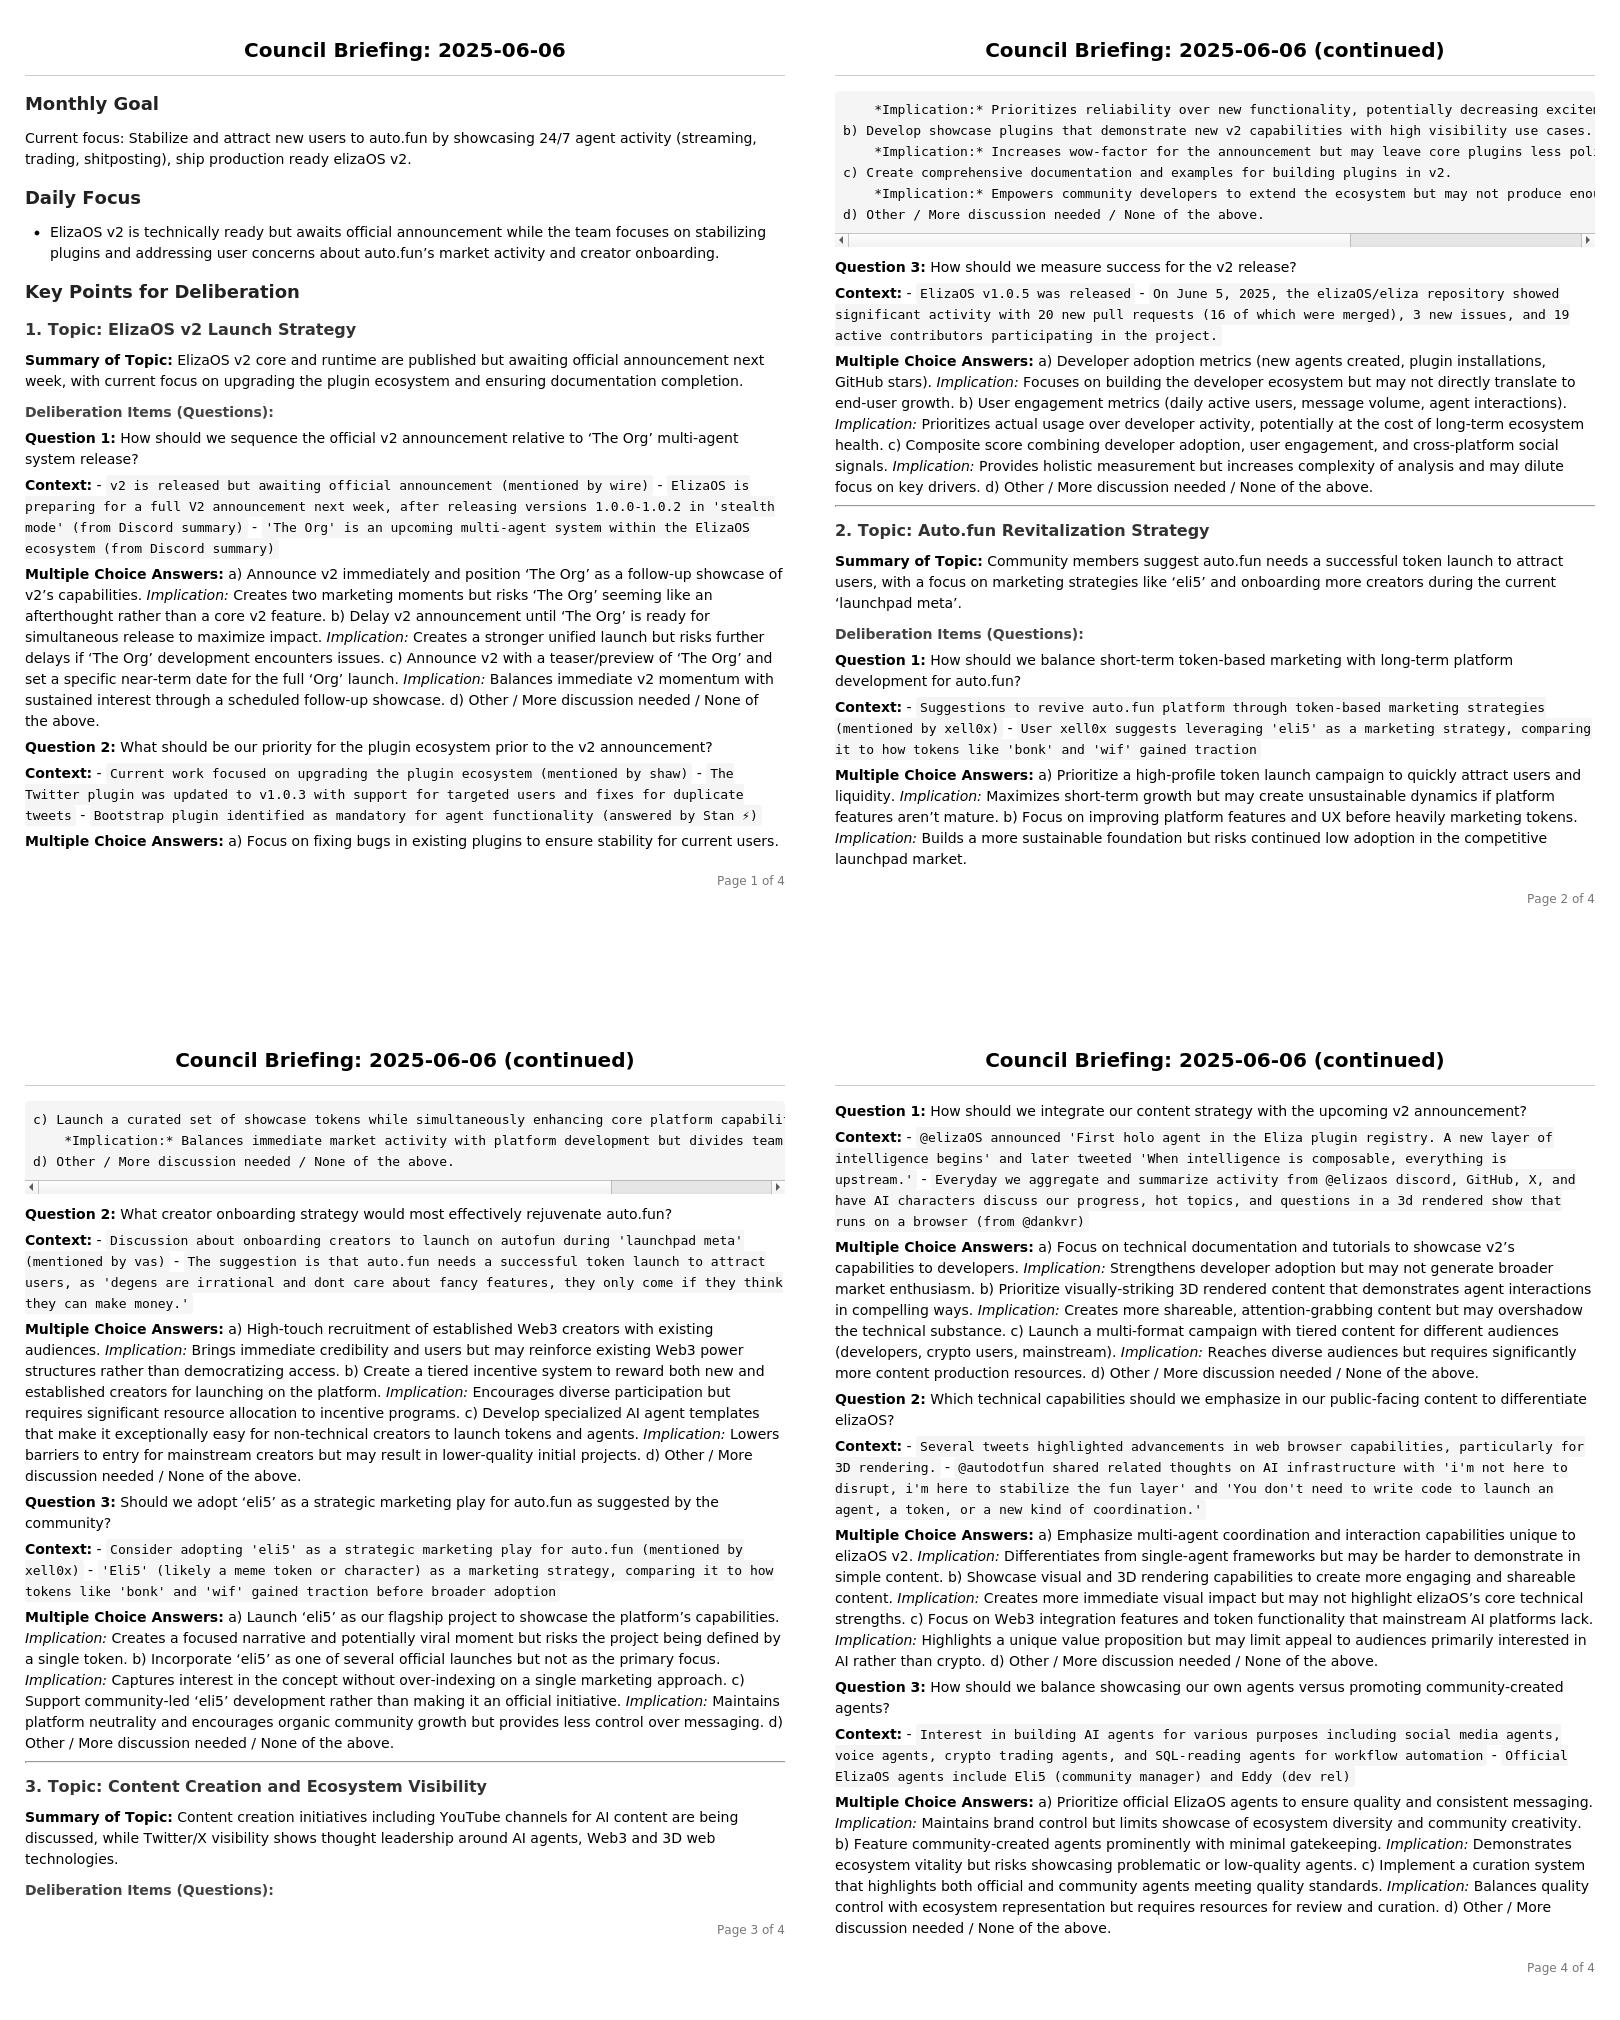 Council Briefing: 2025-06-06
Monthly Goal
Current focus: Stabilize and attract new users to auto.fun by showcasing 24/7 agent activity (streaming,
trading, shitposting), ship production ready elizaOS v2.
Daily Focus
• ElizaOS v2 is technically ready but awaits official announcement while the team focuses on stabilizing
plugins and addressing user concerns about auto.fun’s market activity and creator onboarding.
Key Points for Deliberation
1. Topic: ElizaOS v2 Launch Strategy
Summary of Topic: ElizaOS v2 core and runtime are published but awaiting official announcement next
week, with current focus on upgrading the plugin ecosystem and ensuring documentation completion.
Deliberation Items (Questions):
Question 1: How should we sequence the official v2 announcement relative to ‘The Org’ multi-agent
system release?
Context: - v2 is released but awaiting official announcement (mentioned by wire) - ElizaOS is
preparing for a full V2 announcement next week, after releasing versions 1.0.0-1.0.2 in 'stealth
mode' (from Discord summary) - 'The Org' is an upcoming multi-agent system within the ElizaOS
ecosystem (from Discord summary)
Multiple Choice Answers: a) Announce v2 immediately and position ‘The Org’ as a follow-up showcase of
v2’s capabilities. Implication: Creates two marketing moments but risks ‘The Org’ seeming like an
afterthought rather than a core v2 feature. b) Delay v2 announcement until ‘The Org’ is ready for
simultaneous release to maximize impact. Implication: Creates a stronger unified launch but risks further
delays if ‘The Org’ development encounters issues. c) Announce v2 with a teaser/preview of ‘The Org’ and
set a specific near-term date for the full ‘Org’ launch. Implication: Balances immediate v2 momentum with
sustained interest through a scheduled follow-up showcase. d) Other / More discussion needed / None of
the above.
Question 2: What should be our priority for the plugin ecosystem prior to the v2 announcement?
Context: - Current work focused on upgrading the plugin ecosystem (mentioned by shaw) - The
Twitter plugin was updated to v1.0.3 with support for targeted users and fixes for duplicate
tweets - Bootstrap plugin identified as mandatory for agent functionality (answered by Stan ⚡)
Multiple Choice Answers: a) Focus on fixing bugs in existing plugins to ensure stability for current users.
Page 1 of 4
Council Briefing: 2025-06-06 (continued)
*Implication:* Prioritizes reliability over new functionality, potentially decreasing
b) Develop showcase plugins that demonstrate new v2 capabilities with high visibility use cases.
*Implication:* Increases wow-factor for the announcement but may leave core plugins less
c) Create comprehensive documentation and examples for building plugins in v2.
*Implication:* Empowers community developers to extend the ecosystem but may not produce
d) Other / More discussion needed / None of the above.
Question 3: How should we measure success for the v2 release?
Context: - ElizaOS v1.0.5 was released - On June 5, 2025, the elizaOS/eliza repository showed
significant activity with 20 new pull requests (16 of which were merged), 3 new issues, and 19
active contributors participating in the project.
Multiple Choice Answers: a) Developer adoption metrics (new agents created, plugin installations,
GitHub stars). Implication: Focuses on building the developer ecosystem but may not directly translate to
end-user growth. b) User engagement metrics (daily active users, message volume, agent interactions).
Implication: Prioritizes actual usage over developer activity, potentially at the cost of long-term ecosystem
health. c) Composite score combining developer adoption, user engagement, and cross-platform social
signals. Implication: Provides holistic measurement but increases complexity of analysis and may dilute
focus on key drivers. d) Other / More discussion needed / None of the above.
2. Topic: Auto.fun Revitalization Strategy
Summary of Topic: Community members suggest auto.fun needs a successful token launch to attract
users, with a focus on marketing strategies like ‘eli5’ and onboarding more creators during the current
‘launchpad meta’.
Deliberation Items (Questions):
Question 1: How should we balance short-term token-based marketing with long-term platform
development for auto.fun?
Context: - Suggestions to revive auto.fun platform through token-based marketing strategies
(mentioned by xell0x) - User xell0x suggests leveraging 'eli5' as a marketing strategy, comparing
it to how tokens like 'bonk' and 'wif' gained traction
Multiple Choice Answers: a) Prioritize a high-profile token launch campaign to quickly attract users and
liquidity. Implication: Maximizes short-term growth but may create unsustainable dynamics if platform
features aren’t mature. b) Focus on improving platform features and UX before heavily marketing tokens.
Implication: Builds a more sustainable foundation but risks continued low adoption in the competitive
launchpad market.
Page 2 of 4
Council Briefing: 2025-06-06 (continued)
c) Launch a curated set of showcase tokens while simultaneously enhancing core platform
*Implication:* Balances immediate market activity with platform development but divides team
d) Other / More discussion needed / None of the above.
Question 2: What creator onboarding strategy would most effectively rejuvenate auto.fun?
Context: - Discussion about onboarding creators to launch on autofun during 'launchpad meta'
(mentioned by vas) - The suggestion is that auto.fun needs a successful token launch to attract
users, as 'degens are irrational and dont care about fancy features, they only come if they think
they can make money.'
Multiple Choice Answers: a) High-touch recruitment of established Web3 creators with existing
audiences. Implication: Brings immediate credibility and users but may reinforce existing Web3 power
structures rather than democratizing access. b) Create a tiered incentive system to reward both new and
established creators for launching on the platform. Implication: Encourages diverse participation but
requires significant resource allocation to incentive programs. c) Develop specialized AI agent templates
that make it exceptionally easy for non-technical creators to launch tokens and agents. Implication: Lowers
barriers to entry for mainstream creators but may result in lower-quality initial projects. d) Other / More
discussion needed / None of the above.
Question 3: Should we adopt ‘eli5’ as a strategic marketing play for auto.fun as suggested by the
community?
Context: - Consider adopting 'eli5' as a strategic marketing play for auto.fun (mentioned by
xell0x) - 'Eli5' (likely a meme token or character) as a marketing strategy, comparing it to how
tokens like 'bonk' and 'wif' gained traction before broader adoption
Multiple Choice Answers: a) Launch ‘eli5’ as our flagship project to showcase the platform’s capabilities.
Implication: Creates a focused narrative and potentially viral moment but risks the project being defined by
a single token. b) Incorporate ‘eli5’ as one of several official launches but not as the primary focus.
Implication: Captures interest in the concept without over-indexing on a single marketing approach. c)
Support community-led ‘eli5’ development rather than making it an official initiative. Implication: Maintains
platform neutrality and encourages organic community growth but provides less control over messaging. d)
Other / More discussion needed / None of the above.
3. Topic: Content Creation and Ecosystem Visibility
Summary of Topic: Content creation initiatives including YouTube channels for AI content are being
discussed, while Twitter/X visibility shows thought leadership around AI agents, Web3 and 3D web
technologies.
Deliberation Items (Questions):
Page 3 of 4
Council Briefing: 2025-06-06 (continued)
Question 1: How should we integrate our content strategy with the upcoming v2 announcement?
Context: - @elizaOS announced 'First holo agent in the Eliza plugin registry. A new layer of
intelligence begins' and later tweeted 'When intelligence is composable, everything is
upstream.' - Everyday we aggregate and summarize activity from @elizaos discord, GitHub, X, and
have AI characters discuss our progress, hot topics, and questions in a 3d rendered show that
runs on a browser (from @dankvr)
Multiple Choice Answers: a) Focus on technical documentation and tutorials to showcase v2’s
capabilities to developers. Implication: Strengthens developer adoption but may not generate broader
market enthusiasm. b) Prioritize visually-striking 3D rendered content that demonstrates agent interactions
in compelling ways. Implication: Creates more shareable, attention-grabbing content but may overshadow
the technical substance. c) Launch a multi-format campaign with tiered content for different audiences
(developers, crypto users, mainstream). Implication: Reaches diverse audiences but requires significantly
more content production resources. d) Other / More discussion needed / None of the above.
Question 2: Which technical capabilities should we emphasize in our public-facing content to differentiate
elizaOS?
Context: - Several tweets highlighted advancements in web browser capabilities, particularly for
3D rendering. - @autodotfun shared related thoughts on AI infrastructure with 'i'm not here to
disrupt, i'm here to stabilize the fun layer' and 'You don't need to write code to launch an
agent, a token, or a new kind of coordination.'
Multiple Choice Answers: a) Emphasize multi-agent coordination and interaction capabilities unique to
elizaOS v2. Implication: Differentiates from single-agent frameworks but may be harder to demonstrate in
simple content. b) Showcase visual and 3D rendering capabilities to create more engaging and shareable
content. Implication: Creates more immediate visual impact but may not highlight elizaOS’s core technical
strengths. c) Focus on Web3 integration features and token functionality that mainstream AI platforms lack.
Implication: Highlights a unique value proposition but may limit appeal to audiences primarily interested in
AI rather than crypto. d) Other / More discussion needed / None of the above.
Question 3: How should we balance showcasing our own agents versus promoting community-created
agents?
Context: - Interest in building AI agents for various purposes including social media agents,
voice agents, crypto trading agents, and SQL-reading agents for workflow automation - Official
ElizaOS agents include Eli5 (community manager) and Eddy (dev rel)
Multiple Choice Answers: a) Prioritize official ElizaOS agents to ensure quality and consistent messaging.
Implication: Maintains brand control but limits showcase of ecosystem diversity and community creativity.
b) Feature community-created agents prominently with minimal gatekeeping. Implication: Demonstrates
ecosystem vitality but risks showcasing problematic or low-quality agents. c) Implement a curation system
that highlights both official and community agents meeting quality standards. Implication: Balances quality
control with ecosystem representation but requires resources for review and curation. d) Other / More
discussion needed / None of the above.
Page 4 of 4